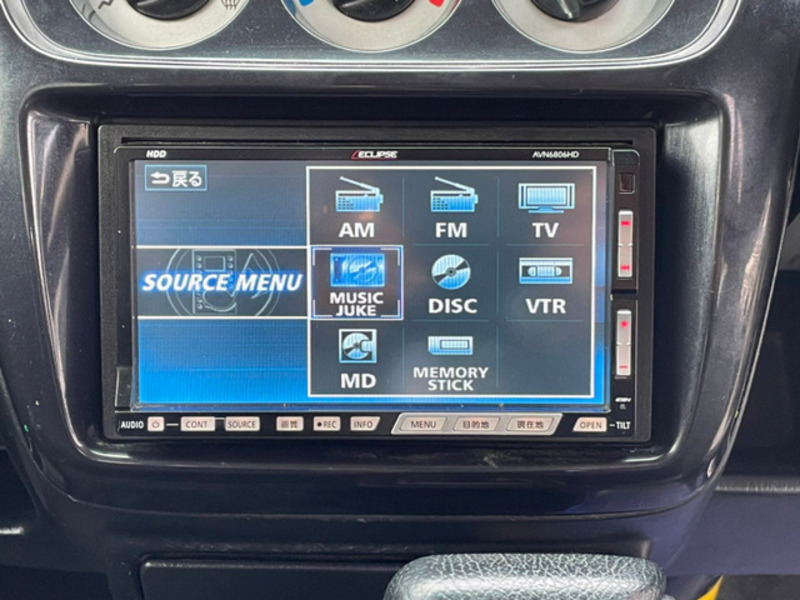 HDD
ECLIPSE
AVN6806HD
戻る
AM
FM
TV
SOURCE MENU
MUSIC
JUKE
DISC
VTR
MD
MEMORY
STICK
AUDIO
CONT
SOURCE
画質
●REC
INFO
MENU
目的地
現在地
OPEN
TILT